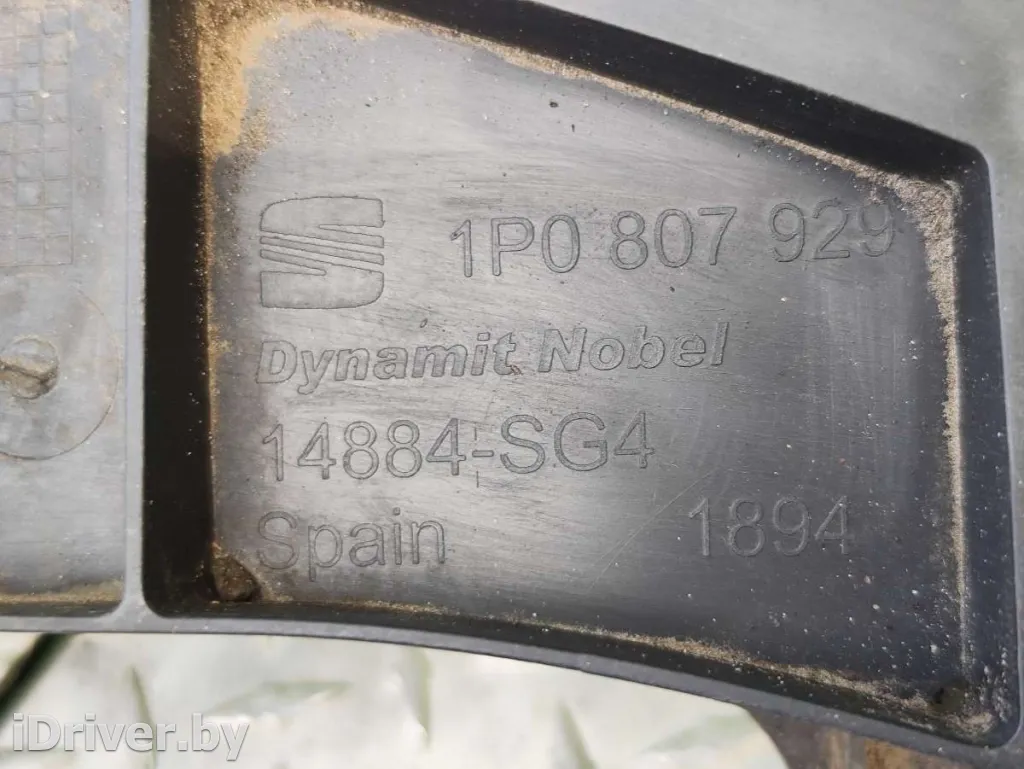 1P0 807 929
Dynamit Nobel
14884-SG4
Spain 1894
iDriver.by